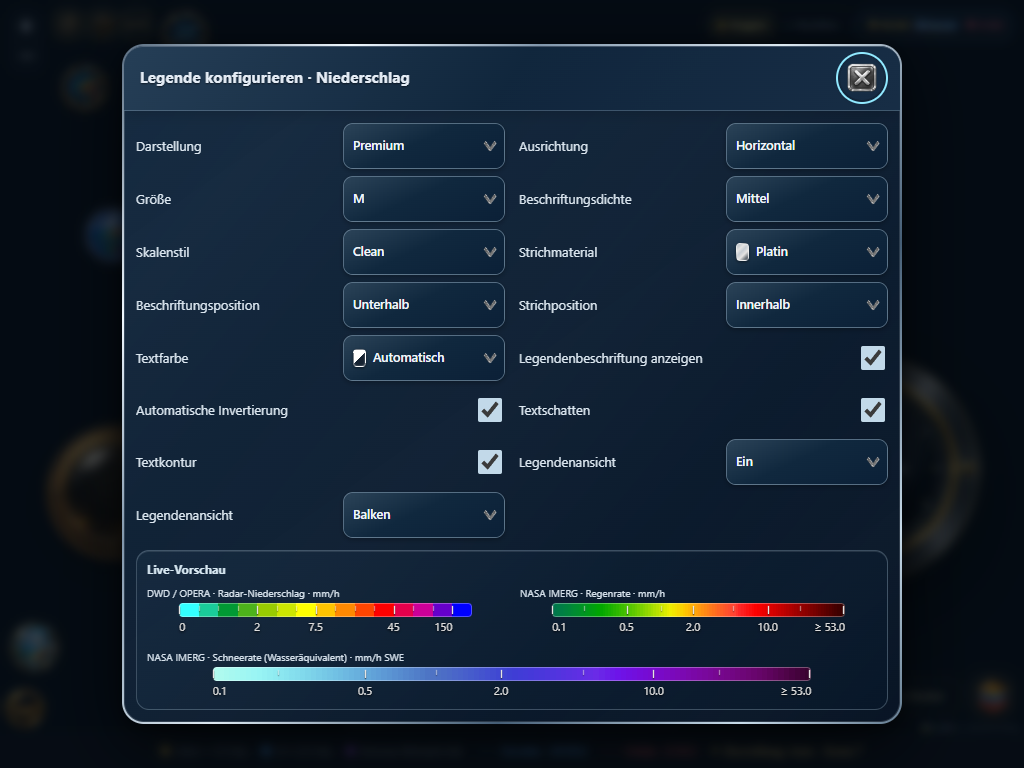 Legende konfigurieren · Niederschlag
Darstellung Premium Ausrichtung Horizontal
Größe M Beschriftungsdichte Mittel
Skalenstil Clean Strichmaterial Platin
Beschriftungsposition Unterhalb Strichposition Innerhalb
Textfarbe Automatisch Legendenbeschriftung anzeigen
Automatische Invertierung Textschatten
Textkontur Legendenansicht Ein
Legendenansicht Balken
Live-Vorschau
DWD / OPERA · Radar-Niederschlag · mm/h
0 2 7.5 45 150
NASA IMERG · Regenrate · mm/h
0.1 0.5 2.0 10.0 ≥ 53.0
NASA IMERG · Schneerate (Wasseräquivalent) · mm/h SWE
0.1 0.5 2.0 10.0 ≥ 53.0